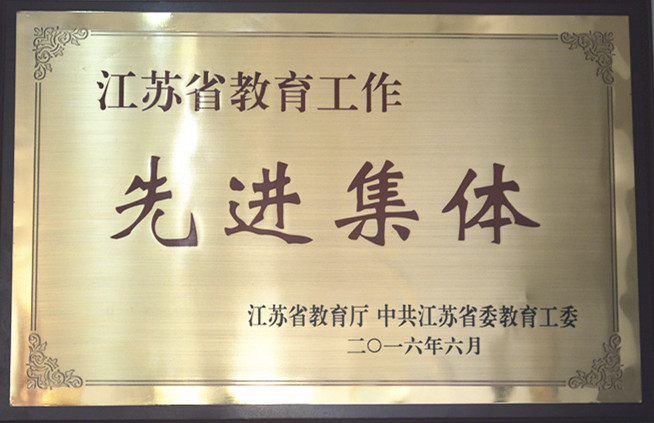 江苏省教育工作
先进集体
江苏省教育厅 中共江苏省委教育工委
二〇一六年六月